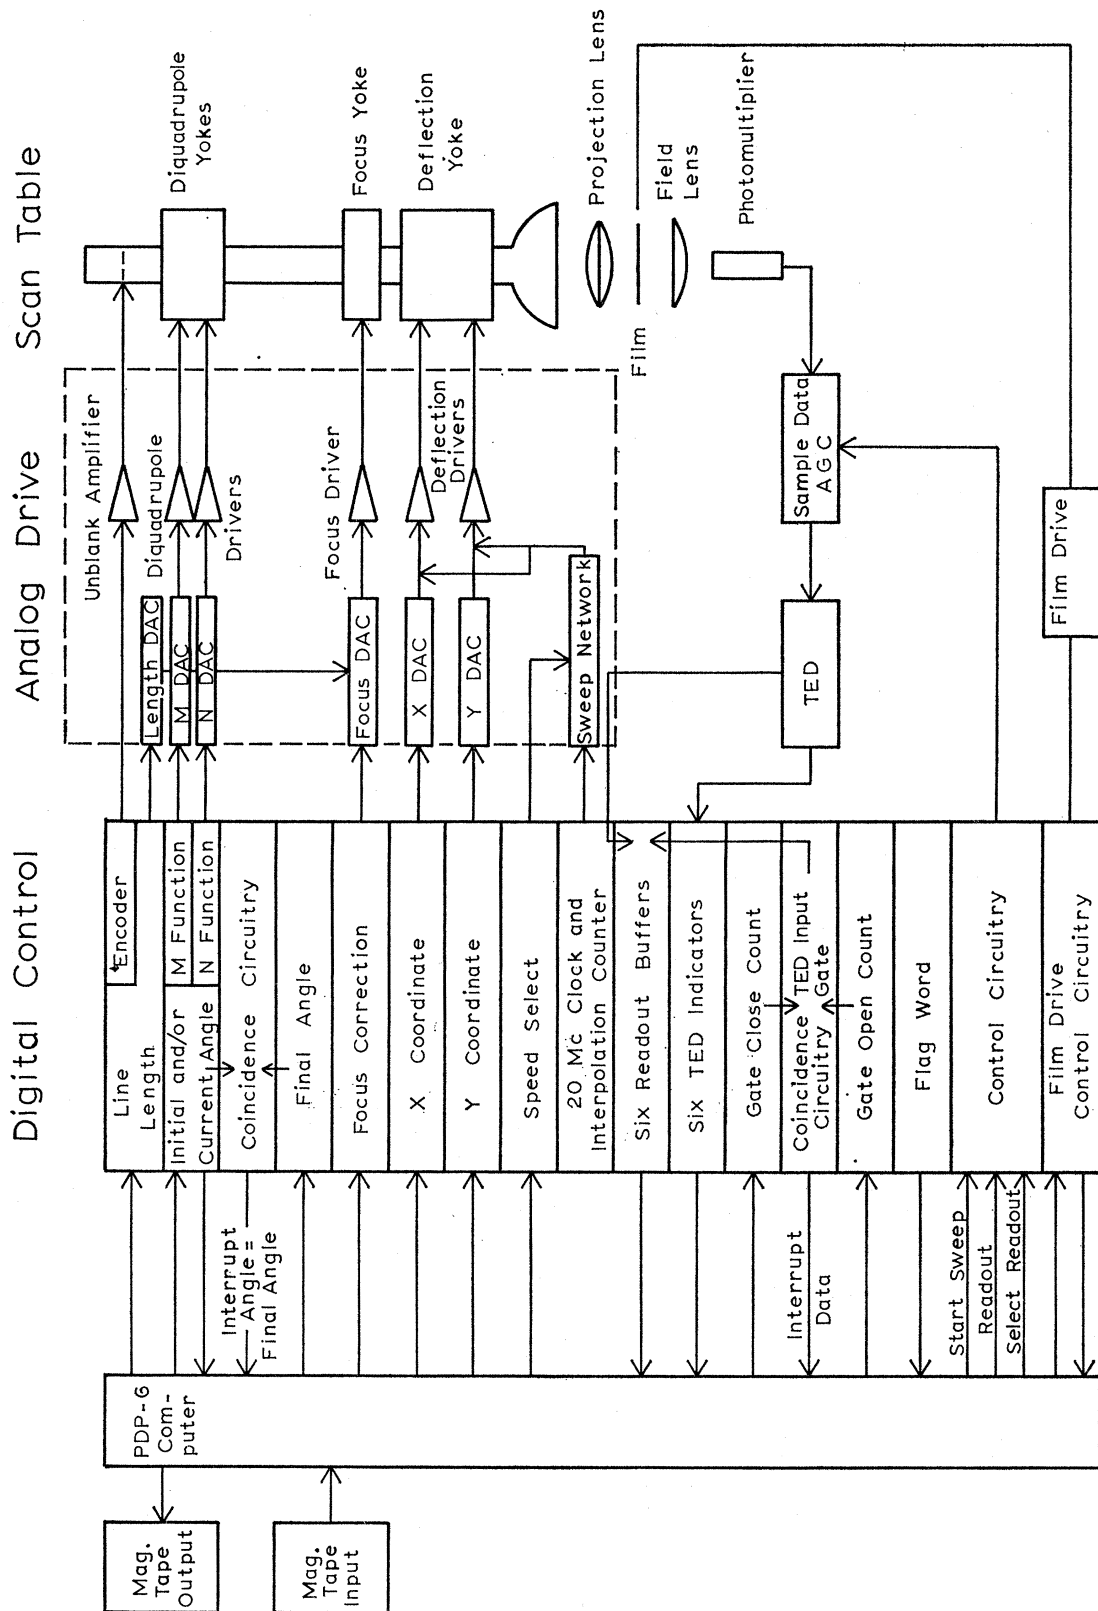 Digital Control
Analog Drive
Scan Table
Mag.
Tape
Output
Mag.
Tape
Input
PDP-6
Com-
puter
Interrupt
Angle =
Final Angle
Interrupt
Data
Start Sweep
Readout
Select Readout
Line
Length
Encoder
Initial and/or
Current Angle
M Function
N Function
Coincidence Circuitry
Final Angle
Focus Correction
X Coordinate
Y Coordinate
Speed Select
20 Mc Clock and
Interpolation Counter
Six Readout Buffers
Six TED Indicators
Gate Close Count
Coincidence
Circuitry
TED Input
Gate
Gate Open Count
Flag Word
Control Circuitry
Film Drive
Control Circuitry
Unblank Amplifier
Length DAC
M DAC
N DAC
Diquadrupole
Drivers
Focus DAC
Focus Driver
X DAC
Y DAC
Deflection
Drivers
Sweep Network
TED
Sample Data
AGC
Film Drive
Diquadrupole
Yokes
Focus Yoke
Deflection
Yoke
Projection Lens
Film
Field
Lens
Photomultiplier